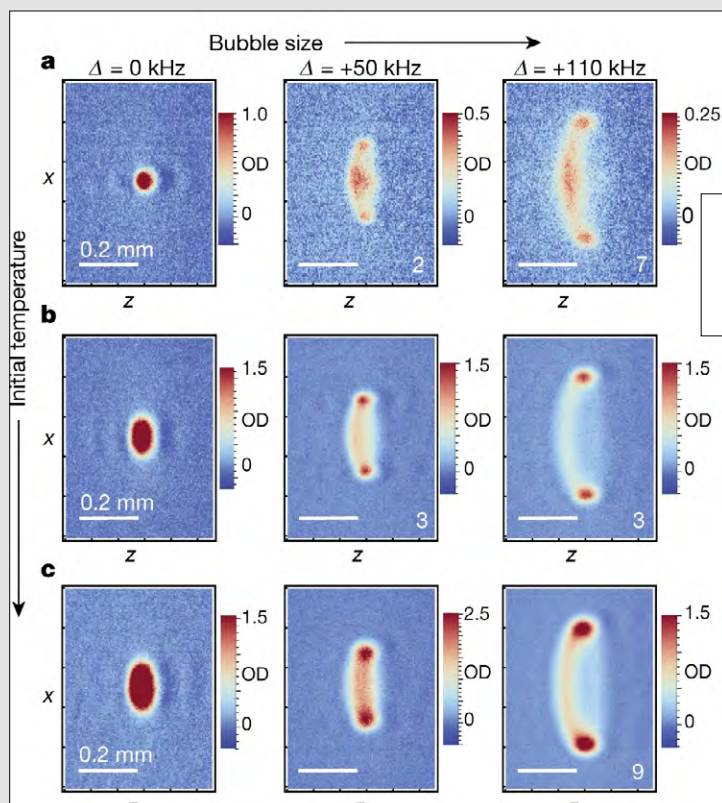 Bubble size
a
Δ = 0 kHz
Δ = +50 kHz
Δ = +110 kHz
Initial temperature
x
0.2 mm
1.0
OD
0
2
0.5
OD
0
7
0.25
OD
0
z
z
z
b
x
0.2 mm
1.5
OD
0
3
1.5
OD
0
3
1.5
OD
0
z
z
z
c
x
0.2 mm
1.5
OD
0
2.5
OD
0
9
1.5
OD
0